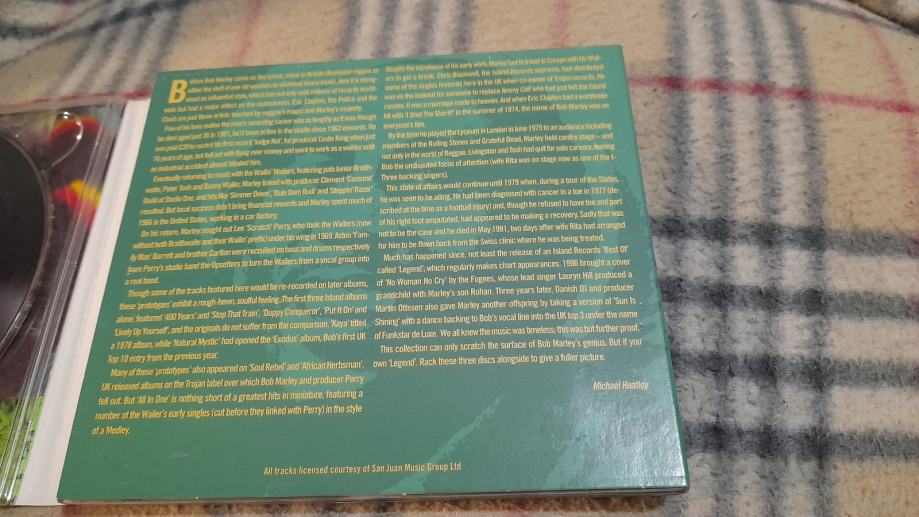 Before Bob Marley came on the scene, many in Britain dismissed reggae as
either the stuff of one-hit wonders or skinhead dance music. Now it is recog-
nised as influential style, which has not only sold millions of records world-
wide but had a major effect on the mainstream. Eric Clapton, the Police and the
Clash are just three artists touched by reggae's magic and Marley's majesty.
Few of his fans realise the man's recording career was so lengthy as it was: though
he died aged just 36 in 1981, he'd been active in the studio since 1962 onwards. He
was paid £20 to record his first record 'Judge Not', for producer Leslie Kong when just
16 years of age, but fell out with Kong over money and went to work as a welder until
an industrial accident almost blinded him.
Eventually returning to music with the Wailin' Wailers, featuring pals Junior Braith-
waite, Peter Tosh and Bunny Wailer, Marley linked with producer Clement 'Coxsone'
Dodd at Studio One, and hits like 'Simmer Down', 'Rule Dem Rudi' and 'Steppin' Razor'
resulted. But local success didn't bring financial rewards and Marley spent much of
1966 in the United States, working in a car factory.
On his return, Marley sought out Lee 'Scratch' Perry, who took the Wailers (now
without both Braithwaite and their 'Wailin' prefix) under his wing in 1969. Aston 'Fam-
ily Man' Barrett and brother Carlton were recruited on bass and drums respectively
from Perry's studio band the Upsetters to turn the Wailers from a vocal group into
a real band.
Though some of the tracks featured here would be re-recorded on later albums,
these 'prototypes' exhibit a rough-hewn, soulful feeling. The first three Island albums
alone, featured '400 Years' and 'Stop That Train', 'Duppy Conqueror', 'Put It On' and
'Lively Up Yourself', and the originals do not suffer from the comparison. 'Kaya' titled
a 1978 album, while 'Natural Mystic' had opened the 'Exodus' album, Bob's first UK
Top 10 entry from the previous year.
Many of these 'prototypes' also appeared on 'Soul Rebel' and 'African Herbsman',
UK released albums on the Trojan label over which Bob Marley and producer Perry
fell out. But 'All In One' is nothing short of a greatest hits in miniature, featuring a
number of the Wailer's early singles (cut before they linked with Perry) in the style
of a Medley.
Despite the excellence of his early work, Marley had to travel to Europe with his Wail-
ers to get a break. Chris Blackwell, the Island Records supremo, had distributed
some of the singles featured here in the UK when co-owner of Trojan records. He
was on the lookout for someone to replace Jimmy Cliff who had just left the Island
roster. It was a marriage made in heaven. And when Eric Clapton had a worldwide
hit with 'I Shot The Sheriff' in the summer of 1974, the name of Bob Marley was on
everyone's lips.
By the time he played the Lyceum in London in June 1975 to an audience including
members of the Rolling Stones and Grateful Dead, Marley held centre stage – and
not only in the world of Reggae. Livingston and Tosh had quit for solo careers, leaving
Bob the undisputed focus of attention (wife Rita was on stage now as one of the I-
Three backing singers).
This state of affairs would continue until 1979 when, during a tour of the States,
he was seen to be ailing. He had been diagnosed with cancer in a toe in 1977 (de-
scribed at the time as a football injury) and, though he refused to have toe and part
of his right foot amputated, had appeared to be making a recovery. Sadly that was
not to be the case and he died in May 1981, two days after wife Rita had arranged
for him to be flown back from the Swiss clinic where he was being treated.
Much has happened since, not least the release of an Island Records 'Best Of'
called 'Legend', which regularly makes chart appearances. 1996 brought a cover
of 'No Woman No Cry' by the Fugees, whose lead singer Lauryn Hill produced a
grandchild with Marley's son Rohan. Three years later, Danish DJ and producer
Martin Ottesen also gave Marley another offspring by taking a version of 'Sun Is
Shining' with a dance backing to Bob's vocal line into the UK top 3 under the name
of Funkstar de Luxe. We all knew the music was timeless; this was but further proof.
This collection can only scratch the surface of Bob Marley's genius. But if you
own 'Legend'. Rack these three discs alongside to give a fuller picture.
Michael Heatley
All tracks licensed courtesy of San Juan Music Group Ltd